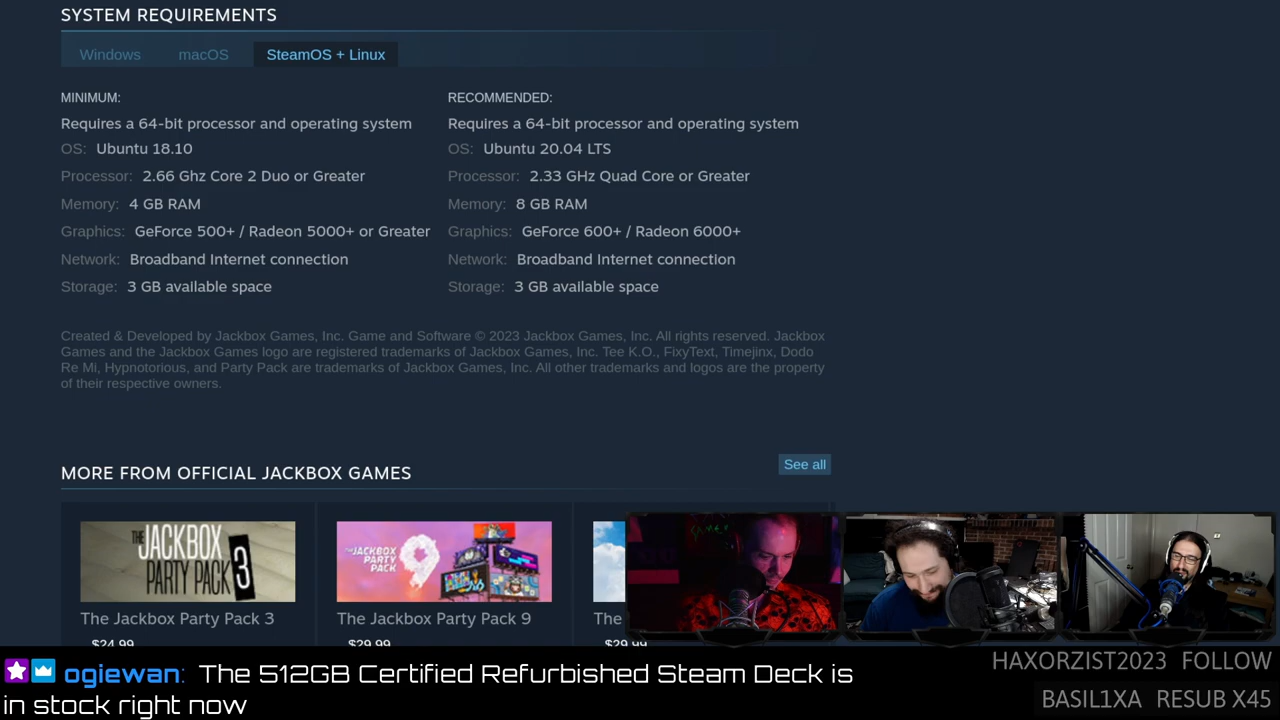 SYSTEM REQUIREMENTS
Windows macOS SteamOS + Linux
MINIMUM:
Requires a 64-bit processor and operating system
OS: Ubuntu 18.10
Processor: 2.66 Ghz Core 2 Duo or Greater
Memory: 4 GB RAM
Graphics: GeForce 500+ / Radeon 5000+ or Greater
Network: Broadband Internet connection
Storage: 3 GB available space
RECOMMENDED:
Requires a 64-bit processor and operating system
OS: Ubuntu 20.04 LTS
Processor: 2.33 GHz Quad Core or Greater
Memory: 8 GB RAM
Graphics: GeForce 600+ / Radeon 6000+
Network: Broadband Internet connection
Storage: 3 GB available space
Created & Developed by Jackbox Games, Inc. Game and Software © 2023 Jackbox Games, Inc. All rights reserved. Jackbox
Games and the Jackbox Games logo are registered trademarks of Jackbox Games, Inc. Tee K.O., FixyText, Timejinx, Dodo
Re Mi, Hypnotorious, and Party Pack are trademarks of Jackbox Games, Inc. All other trademarks and logos are the property
of their respective owners.
MORE FROM OFFICIAL JACKBOX GAMES
See all
THE
JACKBOX
PARTY PACK 3
THE JACKBOX
PARTY PACK 9
The Jackbox Party Pack 3
The Jackbox Party Pack 9
The
$24.99
$29.99
$29.99
ogiewan: The 512GB Certified Refurbished Steam Deck is
in stock right now
HAXORZIST2023 FOLLOW
BASIL1XA RESUB X45